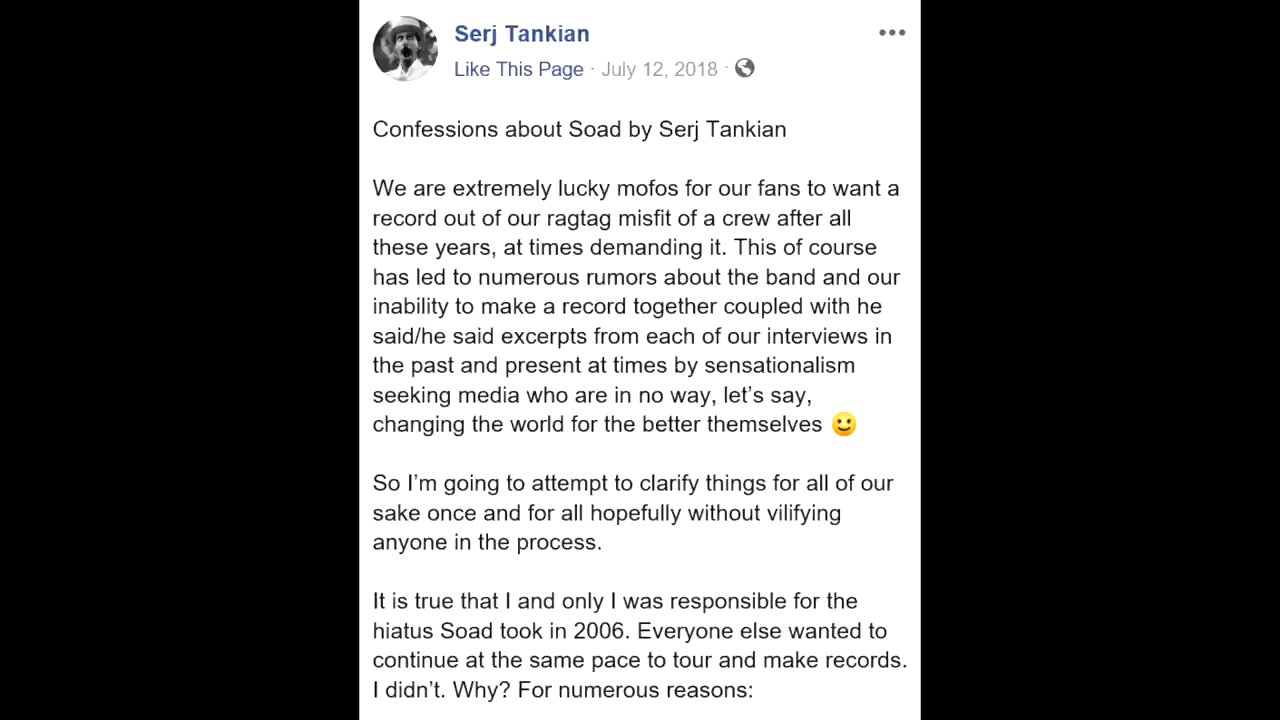 Serj Tankian
Like This Page · July 12, 2018 ·
Confessions about Soad by Serj Tankian
We are extremely lucky mofos for our fans to want a
record out of our ragtag misfit of a crew after all
these years, at times demanding it. This of course
has led to numerous rumors about the band and our
inability to make a record together coupled with he
said/he said excerpts from each of our interviews in
the past and present at times by sensationalism
seeking media who are in no way, let’s say,
changing the world for the better themselves 🙂
So I’m going to attempt to clarify things for all of our
sake once and for all hopefully without vilifying
anyone in the process.
It is true that I and only I was responsible for the
hiatus Soad took in 2006. Everyone else wanted to
continue at the same pace to tour and make records.
I didn’t. Why? For numerous reasons: